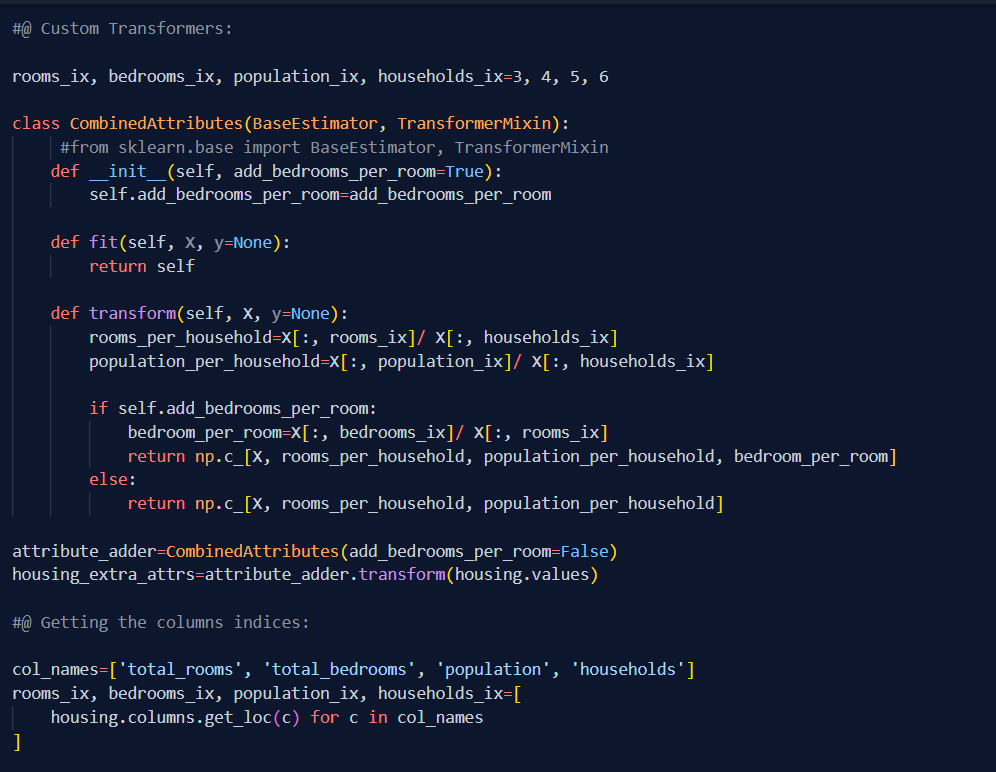 #@ Custom Transformers:
rooms_ix, bedrooms_ix, population_ix, households_ix=3, 4, 5, 6
class CombinedAttributes(BaseEstimator, TransformerMixin):
#from sklearn.base import BaseEstimator, TransformerMixin
def __init__(self, add_bedrooms_per_room=True):
self.add_bedrooms_per_room=add_bedrooms_per_room
def fit(self, X, y=None):
return self
def transform(self, X, y=None):
rooms_per_household=X[:, rooms_ix]/ X[:, households_ix]
population_per_household=X[:, population_ix]/ X[:, households_ix]
if self.add_bedrooms_per_room:
bedroom_per_room=X[:, bedrooms_ix]/ X[:, rooms_ix]
return np.c_[X, rooms_per_household, population_per_household, bedroom_per_room]
else:
return np.c_[X, rooms_per_household, population_per_household]
attribute_adder=CombinedAttributes(add_bedrooms_per_room=False)
housing_extra_attrs=attribute_adder.transform(housing.values)
#@ Getting the columns indices:
col_names=['total_rooms', 'total_bedrooms', 'population', 'households']
rooms_ix, bedrooms_ix, population_ix, households_ix=[
housing.columns.get_loc(c) for c in col_names
]